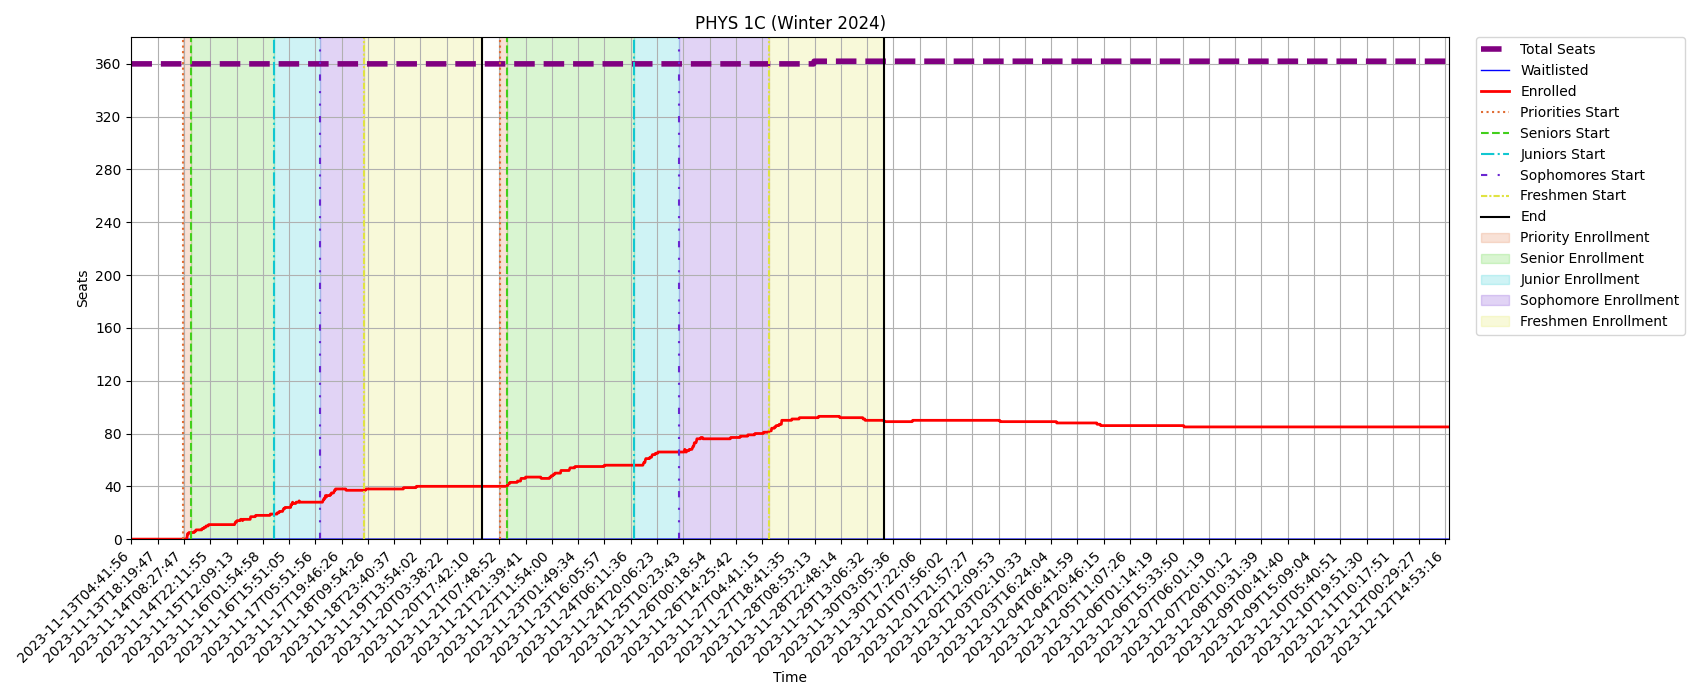 PHYS 1C (Winter 2024)
Seats
360
320
280
240
200
160
120
80
40
0
2023-11-13T04:41:56
2023-11-13T18:19:47
2023-11-14T08:27:47
2023-11-14T22:11:55
2023-11-15T12:09:13
2023-11-16T01:54:58
2023-11-16T15:51:05
2023-11-17T05:51:56
2023-11-17T19:46:26
2023-11-18T09:54:26
2023-11-18T23:40:37
2023-11-19T13:54:02
2023-11-20T03:38:22
2023-11-20T17:42:10
2023-11-21T07:48:52
2023-11-21T21:39:41
2023-11-22T11:54:00
2023-11-23T01:49:34
2023-11-23T16:05:57
2023-11-24T06:11:36
2023-11-24T20:06:23
2023-11-25T10:23:43
2023-11-26T00:18:54
2023-11-26T14:25:42
2023-11-27T04:41:15
2023-11-27T18:41:35
2023-11-28T08:53:13
2023-11-28T22:48:14
2023-11-29T13:06:32
2023-11-30T03:05:36
2023-11-30T17:22:06
2023-12-01T07:56:02
2023-12-01T21:57:27
2023-12-02T12:09:53
2023-12-03T02:10:33
2023-12-03T16:24:04
2023-12-04T06:41:59
2023-12-04T20:46:15
2023-12-05T11:07:26
2023-12-06T01:14:19
2023-12-06T15:33:50
2023-12-07T06:01:19
2023-12-07T20:10:12
2023-12-08T10:31:39
2023-12-09T00:41:40
2023-12-09T15:09:04
2023-12-10T05:40:51
2023-12-10T19:51:30
2023-12-11T10:17:51
2023-12-12T00:29:27
2023-12-12T14:53:16
Time
Total Seats
Waitlisted
Enrolled
Priorities Start
Seniors Start
Juniors Start
Sophomores Start
Freshmen Start
End
Priority Enrollment
Senior Enrollment
Junior Enrollment
Sophomore Enrollment
Freshmen Enrollment